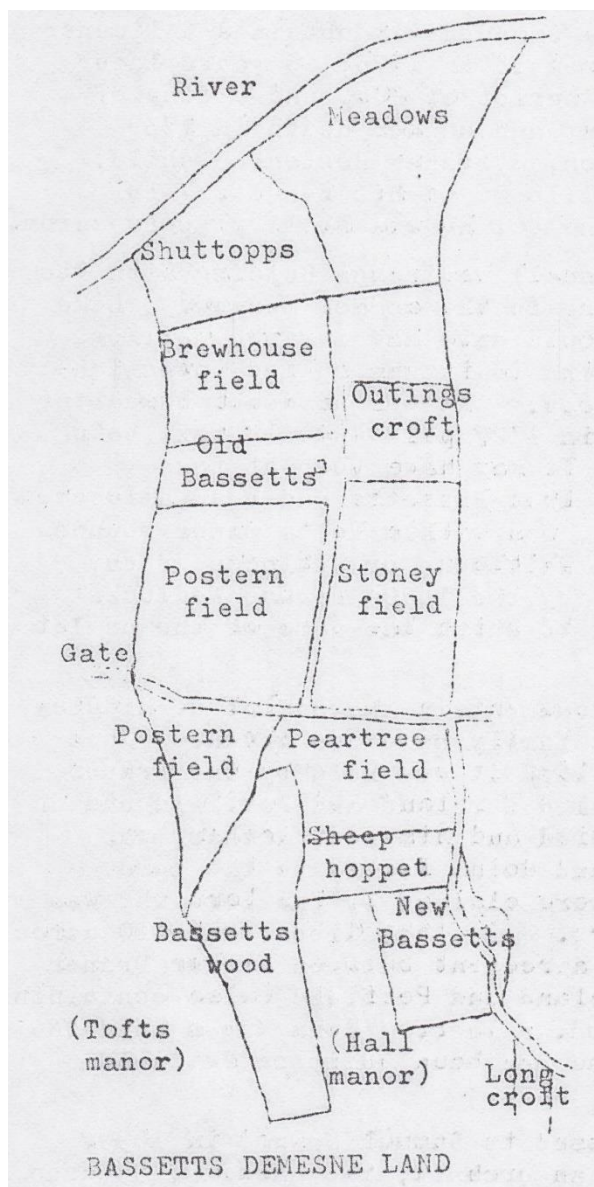 River
Meadows
Shuttopps
Brewhouse
field
Outings
croft
Old
Bassetts
Postern
field
Stoney
field
Gate
Postern
field
Peartree
field
Sheep
hoppet
New
Bassetts
Bassetts
wood
(Tofts
manor)
(Hall
manor)
Long
croft
BASSETTS DEMESNE LAND